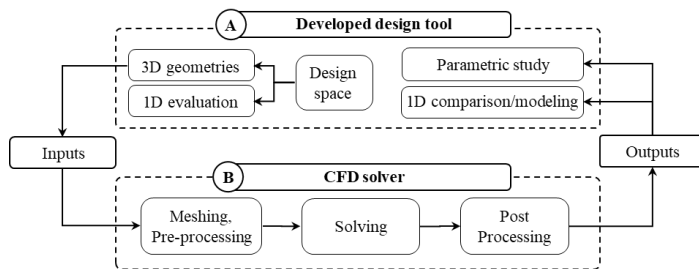 A
Developed design tool
3D geometries
1D evaluation
Design
space
Parametric study
1D comparison/modeling
Inputs
Outputs
B
CFD solver
Meshing,
Pre-processing
Solving
Post
Processing